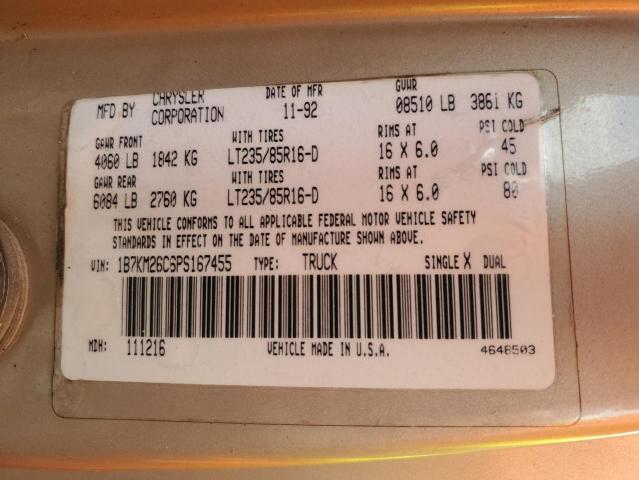 MFD BY CHRYSLER CORPORATION DATE OF MFR 11-92 GVWR 08510 LB 3861 KG
GAWR FRONT WITH TIRES RIMS AT PSI COLD
4060 LB 1842 KG LT235/85R16-D 16 X 6.0 45
GAWR REAR WITH TIRES RIMS AT PSI COLD
6084 LB 2760 KG LT235/85R16-D 16 X 6.0 80
THIS VEHICLE CONFORMS TO ALL APPLICABLE FEDERAL MOTOR VEHICLE SAFETY
STANDARDS IN EFFECT ON THE DATE OF MANUFACTURE SHOWN ABOVE.
VIN: 1B7KM26C6PS167455 TYPE: TRUCK SINGLE X DUAL
MDH: 111216 VEHICLE MADE IN U.S.A. 4648503